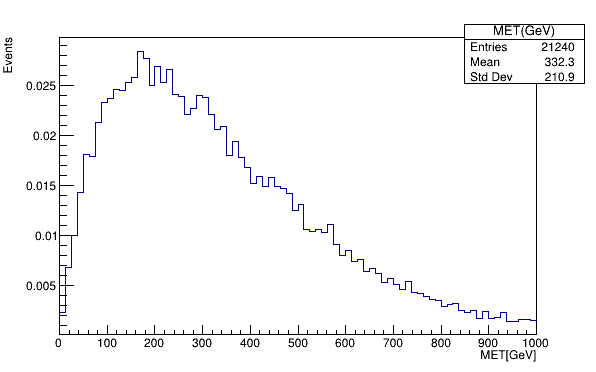 MET(GeV)
Entries 21240
Mean 332.3
Std Dev 210.9
Events
0.025
0.02
0.015
0.01
0.005
0 100 200 300 400 500 600 700 800 900 1000
MET[GeV]